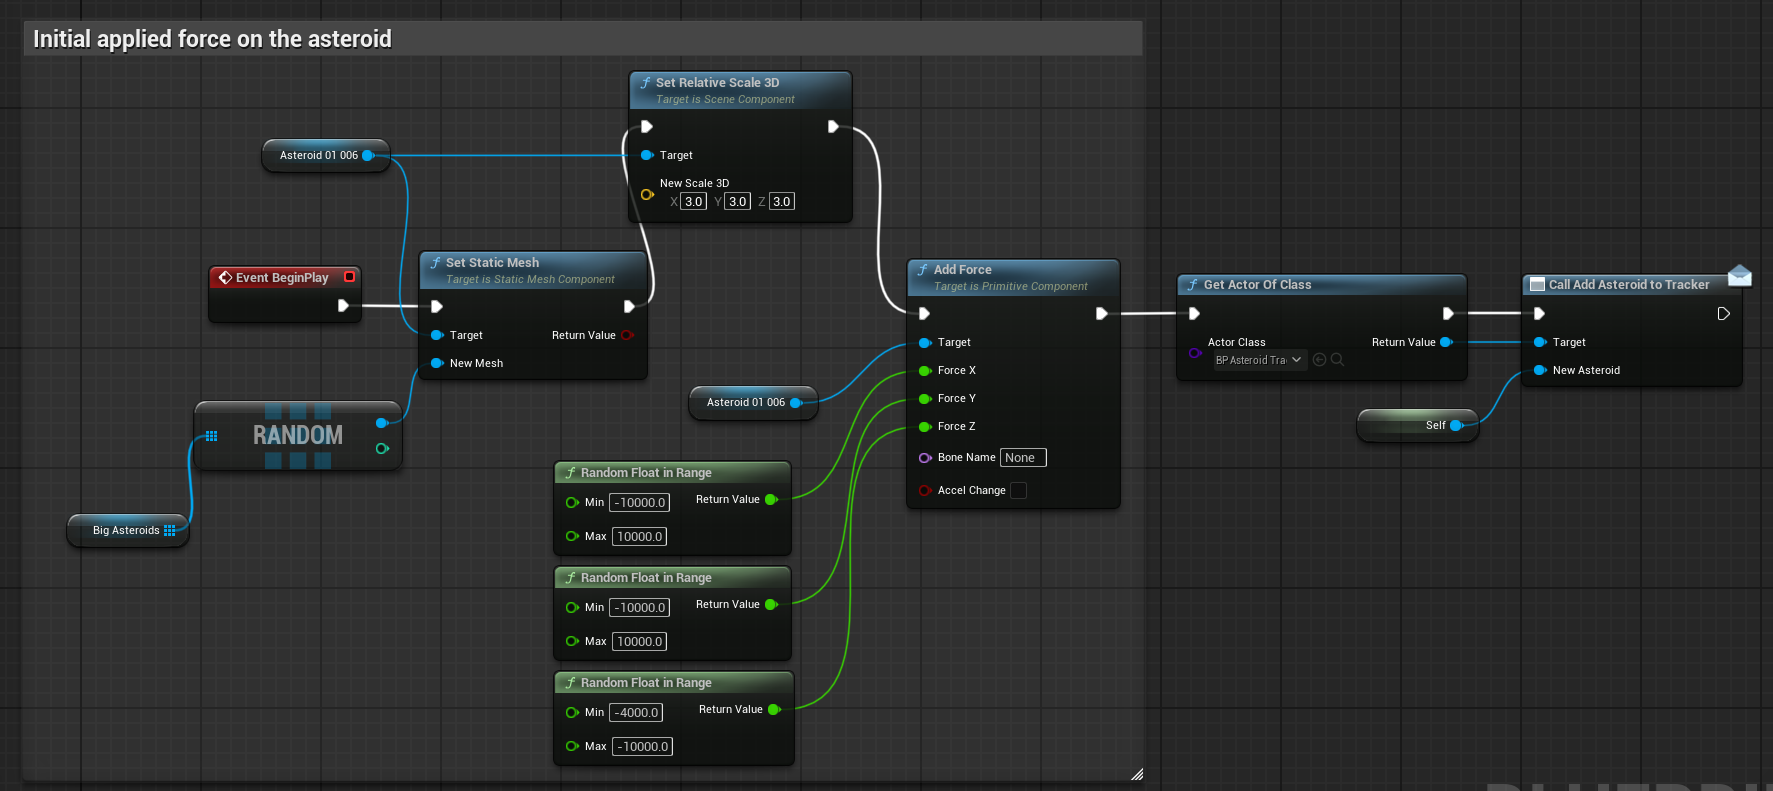 Initial applied force on the asteroid
Set Relative Scale 3D
Target is Scene Component
Target
New Scale 3D
X 3.0 Y 3.0 Z 3.0
Asteroid 01 006
Event BeginPlay
Set Static Mesh
Target is Static Mesh Component
Target
Return Value
New Mesh
RANDOM
Big Asteroids
Add Force
Target is Primitive Component
Target
Force X
Force Y
Force Z
Bone Name None
Accel Change
Asteroid 01 006
Random Float in Range
Min -10000.0
Return Value
Max 10000.0
Random Float in Range
Min -10000.0
Return Value
Max 10000.0
Random Float in Range
Min -4000.0
Return Value
Max -10000.0
Get Actor Of Class
Actor Class
Return Value
BP Asteroid Tra
Call Add Asteroid to Tracker
Target
New Asteroid
Self